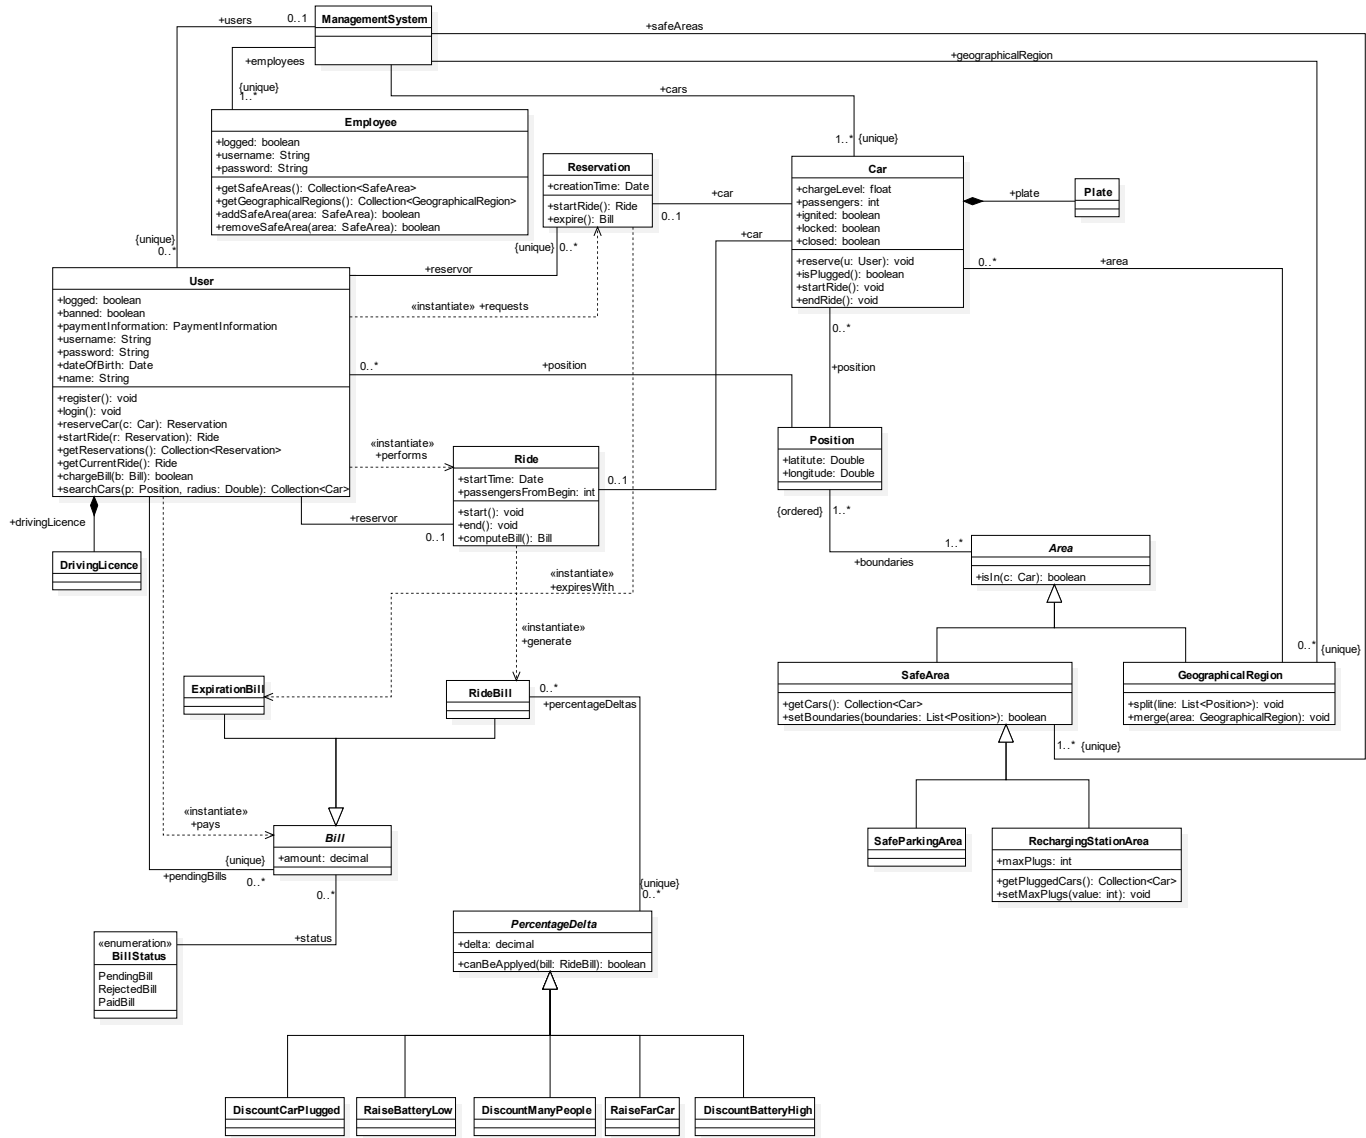 +users
0..1
ManagementSystem
+safeAreas
+employees
+geographicalRegion
{unique}
1..*
+cars
Employee
+logged: boolean
+username: String
+password: String
+getSafeAreas(): Collection<SafeArea>
+getGeographicalRegions(): Collection<GeographicalRegion>
+addSafeArea(area: SafeArea): boolean
+removeSafeArea(area: SafeArea): boolean
1..*
{unique}
Reservation
+creationTime: Date
+startRide(): Ride
+expire(): Bill
+car
0..1
Car
+chargeLevel: float
+passengers: int
+ignited: boolean
+locked: boolean
+closed: boolean
+reserve(u: User): void
+isPlugged(): boolean
+startRide(): void
+endRide(): void
+plate
Plate
{unique}
0..*
+car
{unique}
0..*
+reservor
0..*
+area
User
+logged: boolean
+banned: boolean
+paymentInformation: PaymentInformation
+username: String
+password: String
+dateOfBirth: Date
+name: String
+register(): void
+login(): void
+reserveCar(c: Car): Reservation
+startRide(r: Reservation): Ride
+getReservations(): Collection<Reservation>
+getCurrentRide(): Ride
+chargeBill(b: Bill): boolean
+searchCars(p: Position, radius: Double): Collection<Car>
«instantiate» +requests
0..*
0..*
+position
+position
«instantiate»
+performs
Ride
+startTime: Date
+passengersFromBegin: int
+start(): void
+end(): void
+computeBill(): Bill
0..1
Position
+latitute: Double
+longitude: Double
{ordered}
1..*
+drivingLicence
+reservor
0..1
DrivingLicence
1..*
+boundaries
Area
+isIn(c: Car): boolean
«instantiate»
+expiresWith
«instantiate»
+generate
0..*
{unique}
ExpirationBill
RideBill
0..*
+percentageDeltas
SafeArea
+getCars(): Collection<Car>
+setBoundaries(boundaries: List<Position>): boolean
GeographicalRegion
+split(line: List<Position>): void
+merge(area: GeographicalRegion): void
1..*
{unique}
«instantiate»
+pays
Bill
+amount: decimal
{unique}
+pendingBills
0..*
0..*
SafeParkingArea
RechargingStationArea
+maxPlugs: int
+getPluggedCars(): Collection<Car>
+setMaxPlugs(value: int): void
{unique}
0..*
+status
«enumeration»
BillStatus
PendingBill
RejectedBill
PaidBill
PercentageDelta
+delta: decimal
+canBeApplyed(bill: RideBill): boolean
DiscountCarPlugged
RaiseBatteryLow
DiscountManyPeople
RaiseFarCar
DiscountBatteryHigh